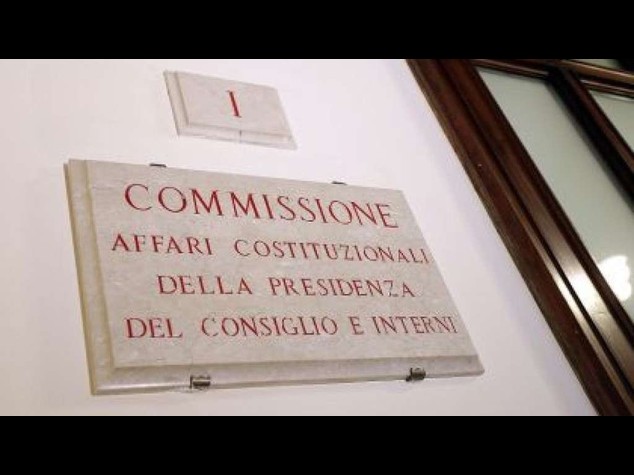 I
COMMISSIONE
AFFARI COSTITUZIONALI
DELLA PRESIDENZA
DEL CONSIGLIO E INTERNI